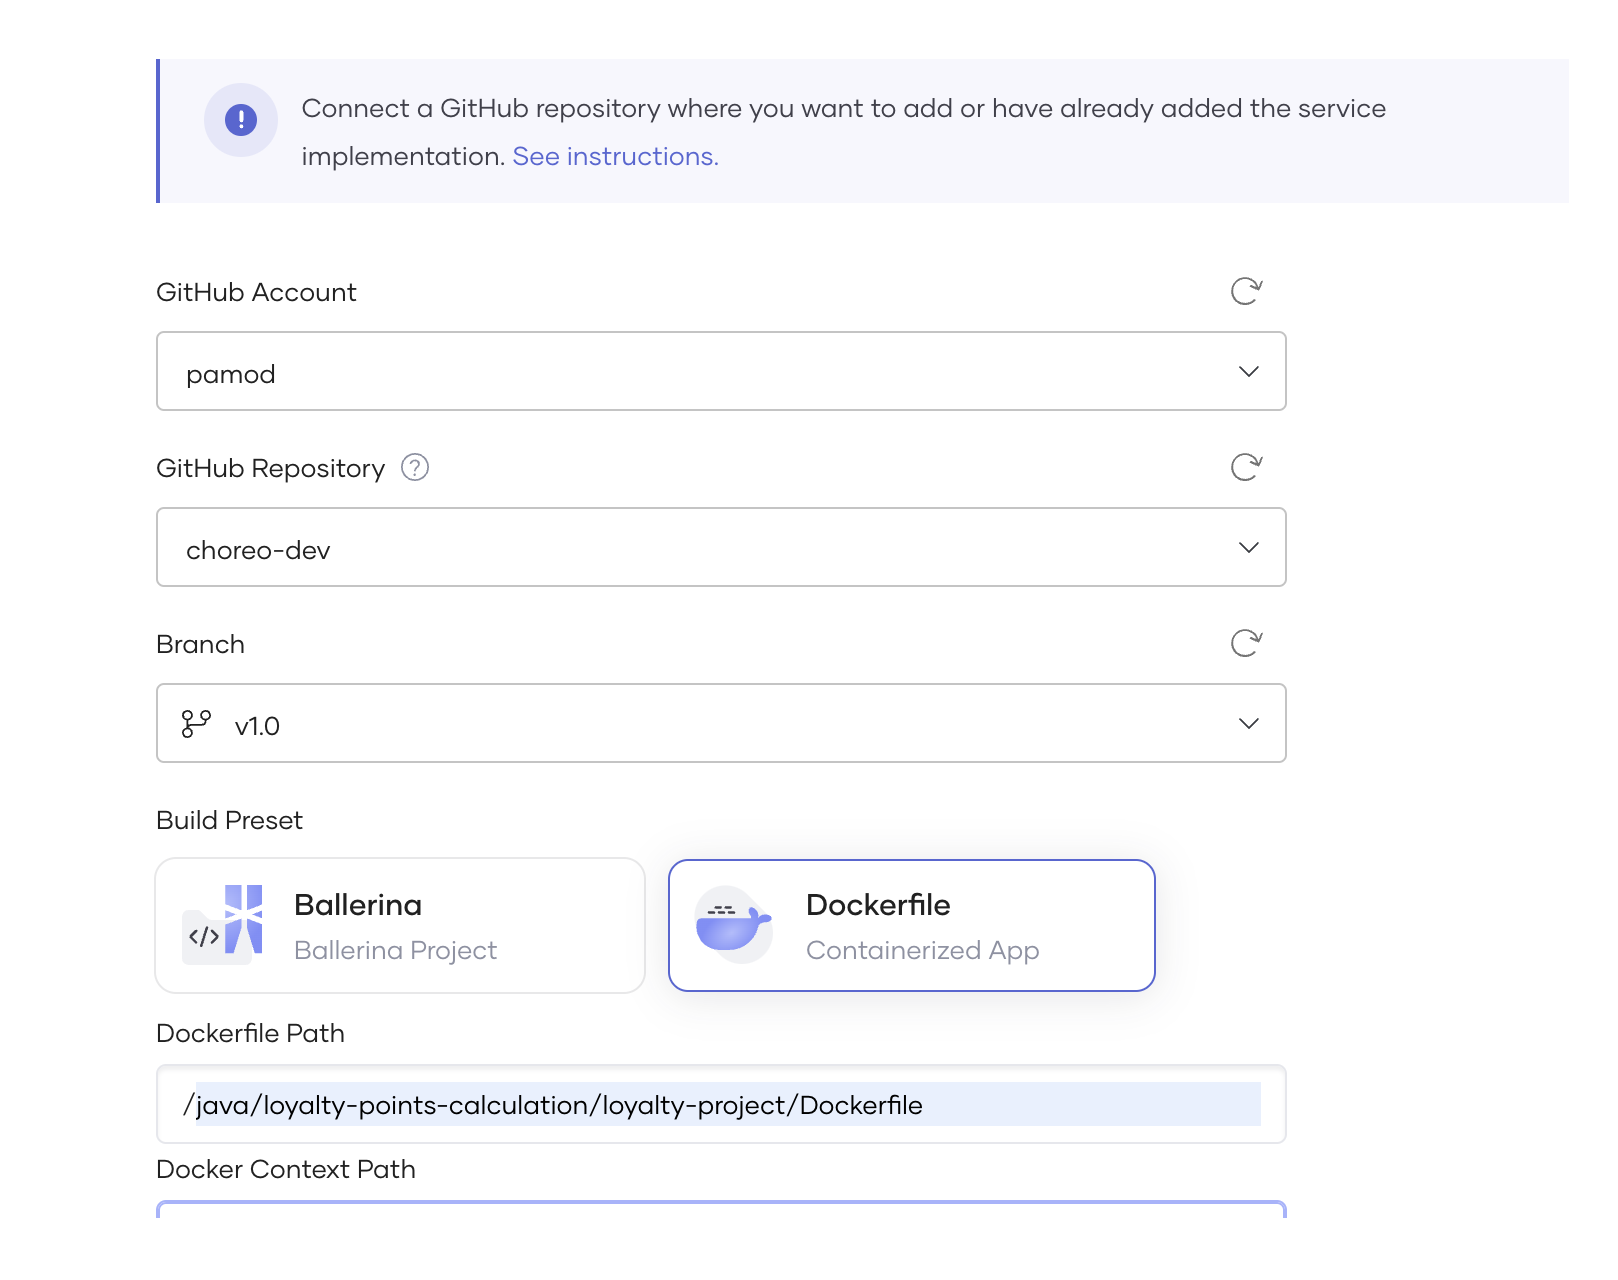 Connect a GitHub repository where you want to add or have already added the service
implementation. See instructions.
GitHub Account
pamod
GitHub Repository
choreo-dev
Branch
v1.0
Build Preset
Ballerina
Ballerina Project
Dockerfile
Containerized App
Dockerfile Path
/java/loyalty-points-calculation/loyalty-project/Dockerfile
Docker Context Path